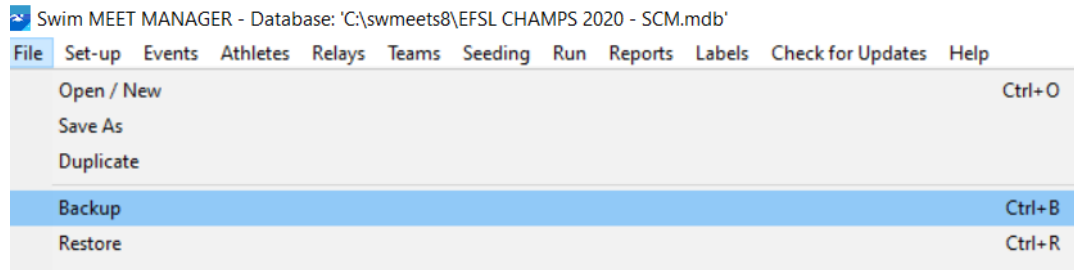 Swim MEET MANAGER - Database: 'C:\swmeets8\EFSL CHAMPS 2020 - SCM.mdb'
File Set-up Events Athletes Relays Teams Seeding Run Reports Labels Check for Updates Help
Open / New Ctrl+O
Save As
Duplicate
Backup Ctrl+B
Restore Ctrl+R